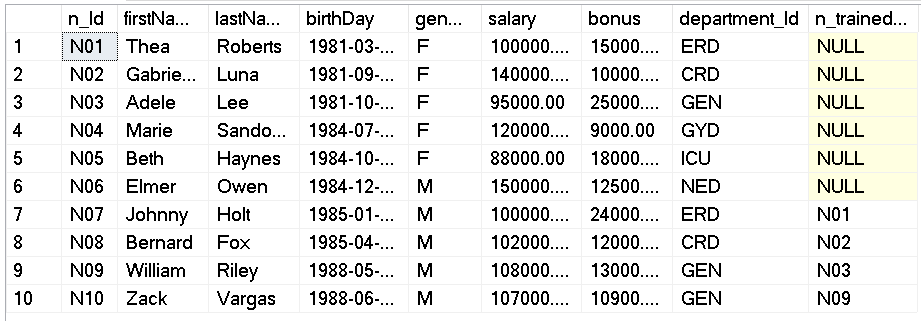 n_Id firstNa... lastNa... birthDay gen... salary bonus department_Id n_trained...
1 N01 Thea Roberts 1981-03-... F 100000.... 15000.... ERD NULL
2 N02 Gabrie... Luna 1981-09-... F 140000.... 10000.... CRD NULL
3 N03 Adele Lee 1981-10-... F 95000.00 25000.... GEN NULL
4 N04 Marie Sando... 1984-07-... F 120000.... 9000.00 GYD NULL
5 N05 Beth Haynes 1984-10-... F 88000.00 18000.... ICU NULL
6 N06 Elmer Owen 1984-12-... M 150000.... 12500.... NED NULL
7 N07 Johnny Holt 1985-01-... M 100000.... 24000.... ERD N01
8 N08 Bernard Fox 1985-04-... M 102000.... 12000.... CRD N02
9 N09 William Riley 1988-05-... M 108000.... 13000.... GEN N03
10 N10 Zack Vargas 1988-06-... M 107000.... 10900.... GEN N09